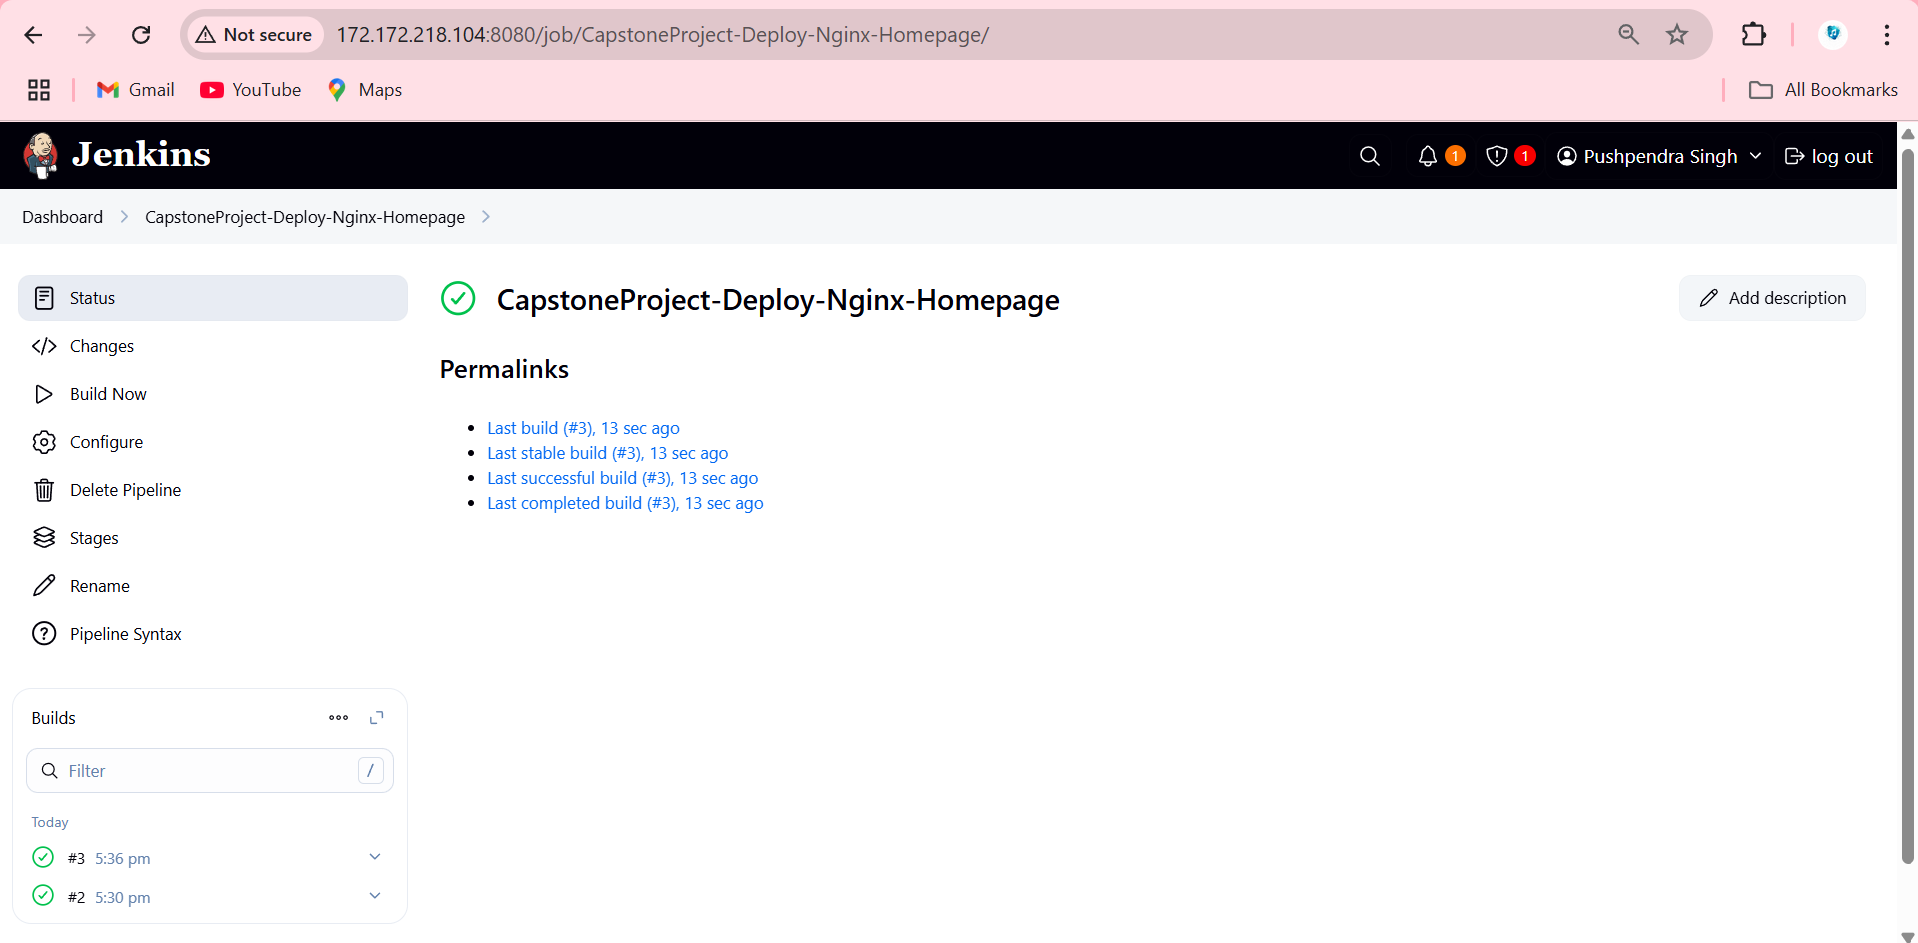 Not secure 172.172.218.104:8080/job/CapstoneProject-Deploy-Nginx-Homepage/
Gmail YouTube Maps All Bookmarks
Jenkins 1 1 Pushpendra Singh log out
Dashboard CapstoneProject-Deploy-Nginx-Homepage
Status
Changes
Build Now
Configure
Delete Pipeline
Stages
Rename
Pipeline Syntax
Builds
Filter /
Today
#3 5:36 pm
#2 5:30 pm
CapstoneProject-Deploy-Nginx-Homepage
Add description
Permalinks
Last build (#3), 13 sec ago
Last stable build (#3), 13 sec ago
Last successful build (#3), 13 sec ago
Last completed build (#3), 13 sec ago